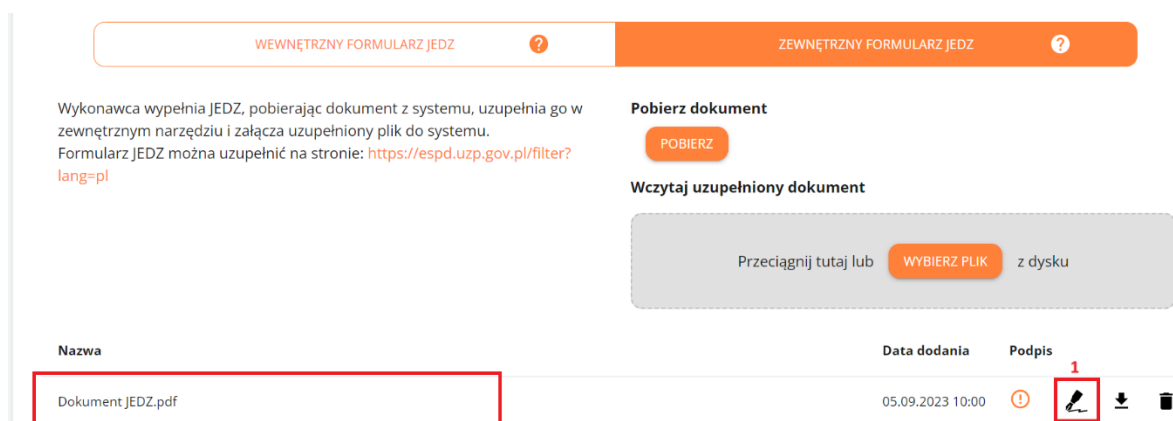 WEWNĘTRZNY FORMULARZ JEDZ ?
ZEWNĘTRZNY FORMULARZ JEDZ ?
Wykonawca wypełnia JEDZ, pobierając dokument z systemu, uzupełnia go w
zewnętrznym narzędziu i załącza uzupełniony plik do systemu.
Formularz JEDZ można uzupełnić na stronie: https://espd.uzp.gov.pl/filter?
lang=pl
Pobierz dokument
POBIERZ
Wczytaj uzupełniony dokument
Przeciągnij tutaj lub WYBIERZ PLIK z dysku
Nazwa Data dodania Podpis
1
Dokument JEDZ.pdf 05.09.2023 10:00